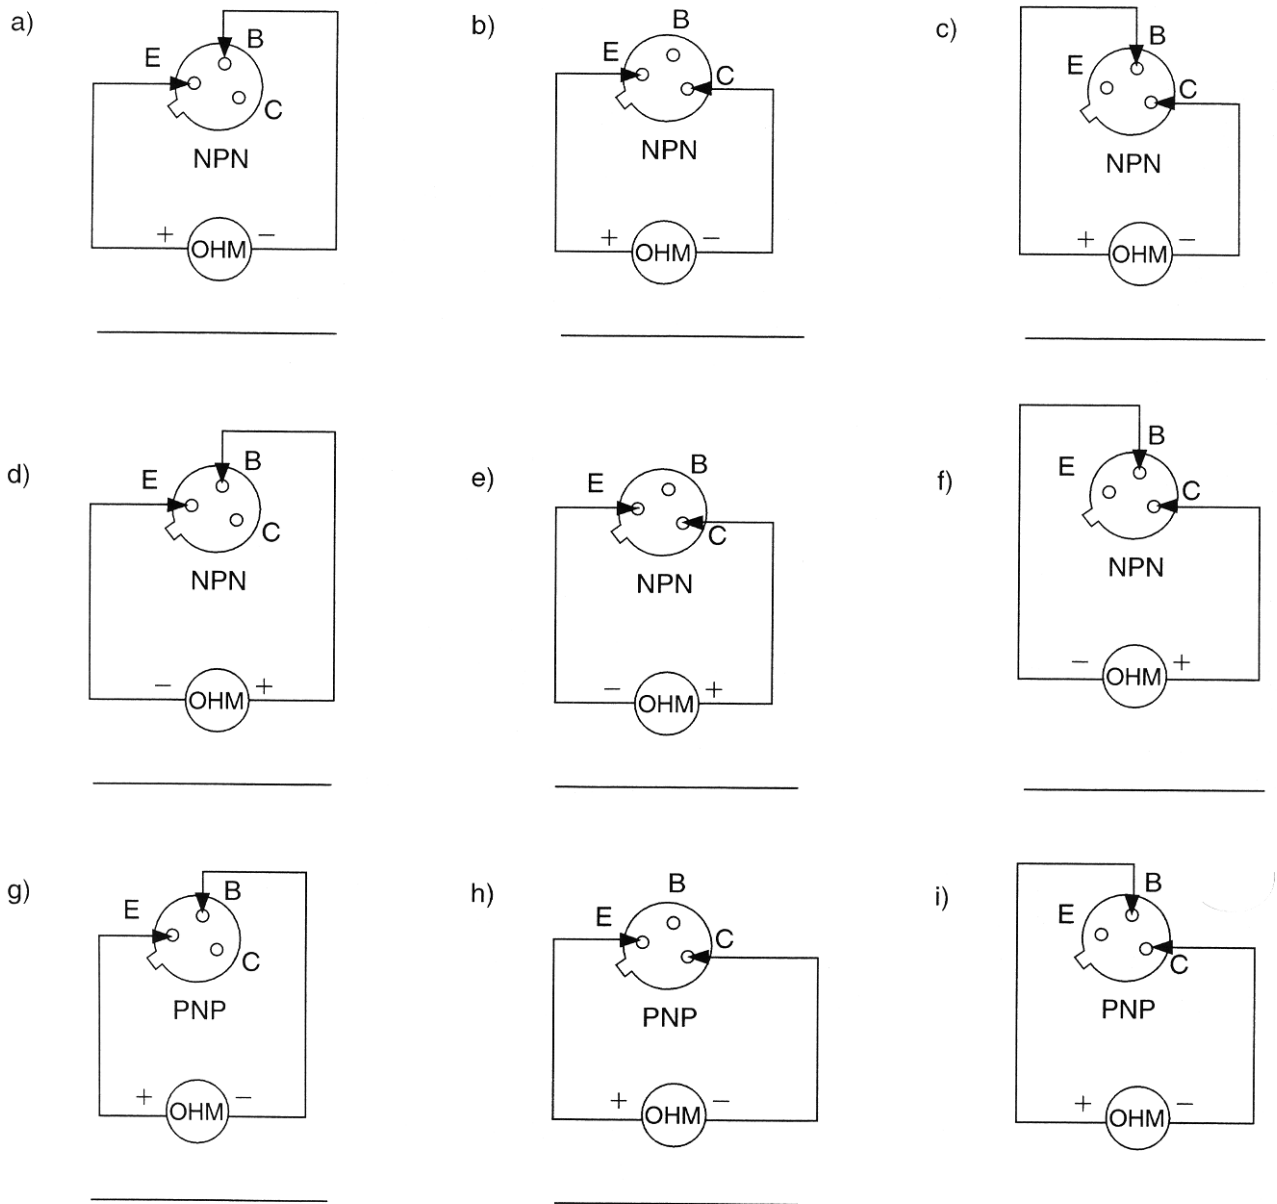 a)
B
E
C
NPN
+ OHM −
b)
B
E
C
NPN
+ OHM −
c)
B
E
C
NPN
+ OHM −
d)
B
E
C
NPN
− OHM +
e)
B
E
C
NPN
− OHM +
f)
B
E
C
NPN
− OHM +
g)
B
E
C
PNP
+ OHM −
h)
B
E
C
PNP
+ OHM −
i)
B
E
C
PNP
+ OHM −